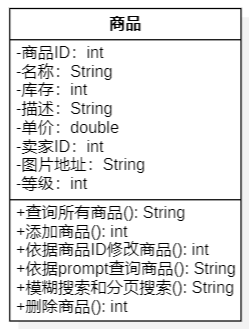 商品
-商品ID：int
-名称：String
-库存：int
-描述：String
-单价：double
-卖家ID：int
-图片地址：String
-等级：int
+查询所有商品(): String
+添加商品(): int
+依据商品ID修改商品(): int
+依据prompt查询商品(): String
+模糊搜索和分页搜索(): String
+删除商品(): int